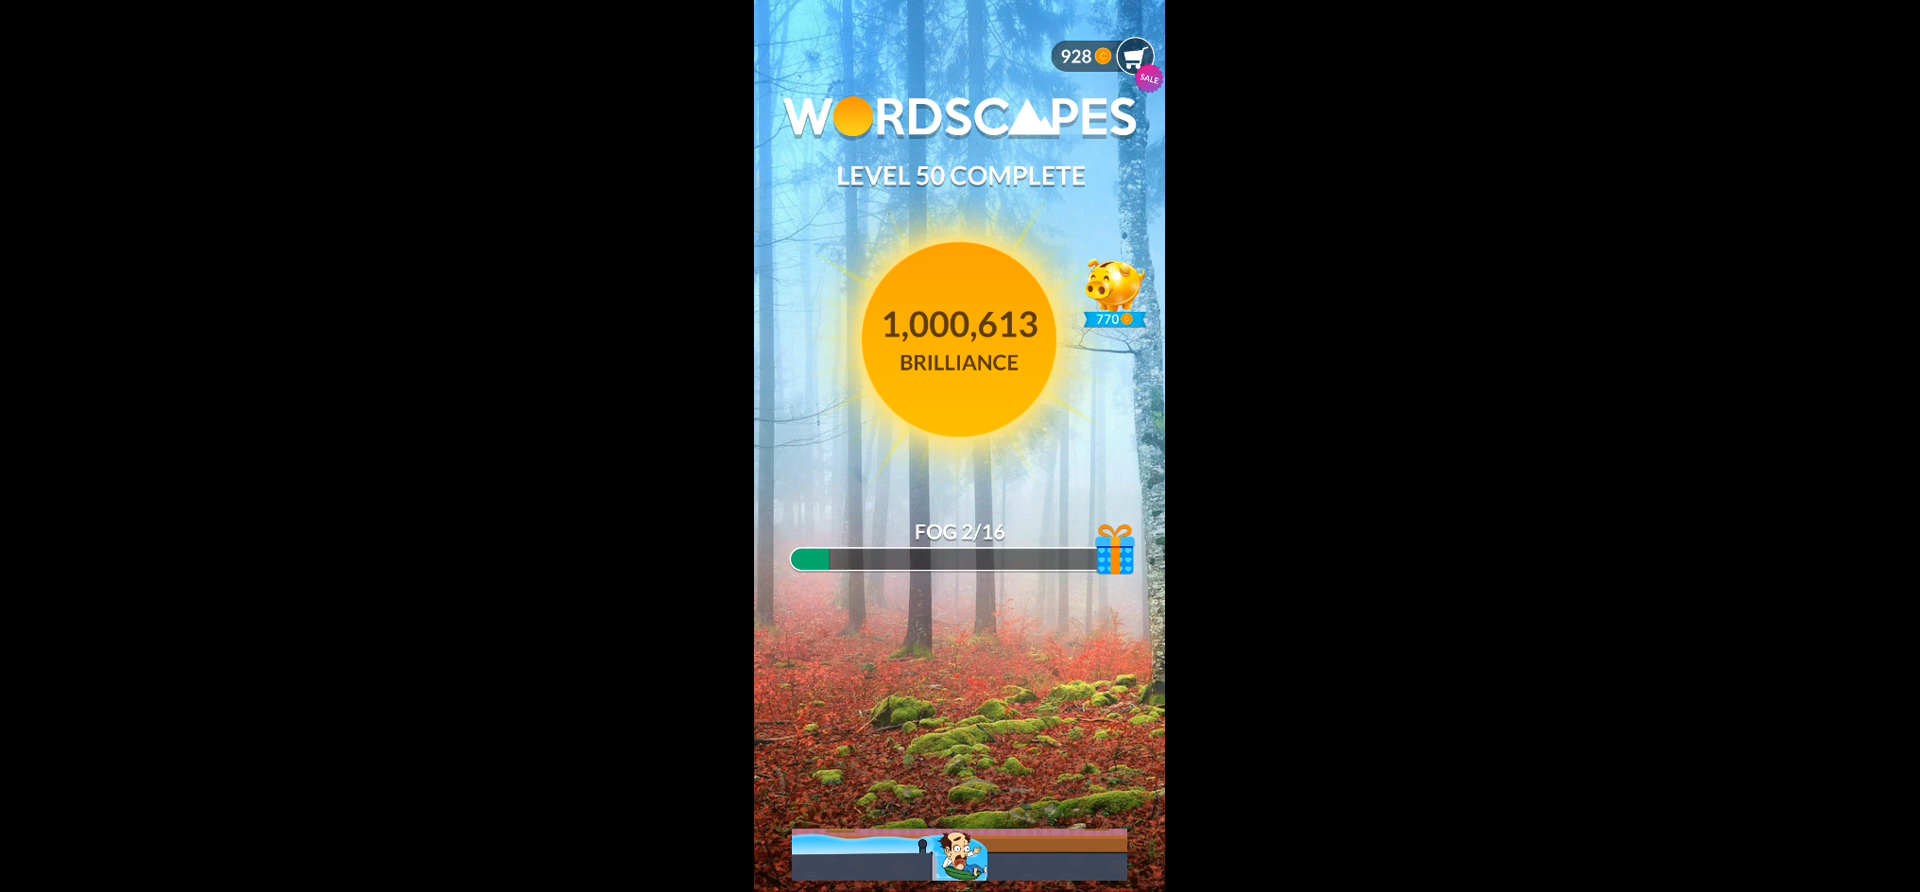 928
SALE
WORDSCAPES
LEVEL 50 COMPLETE
1,000,613
BRILLIANCE
770
FOG 2/16